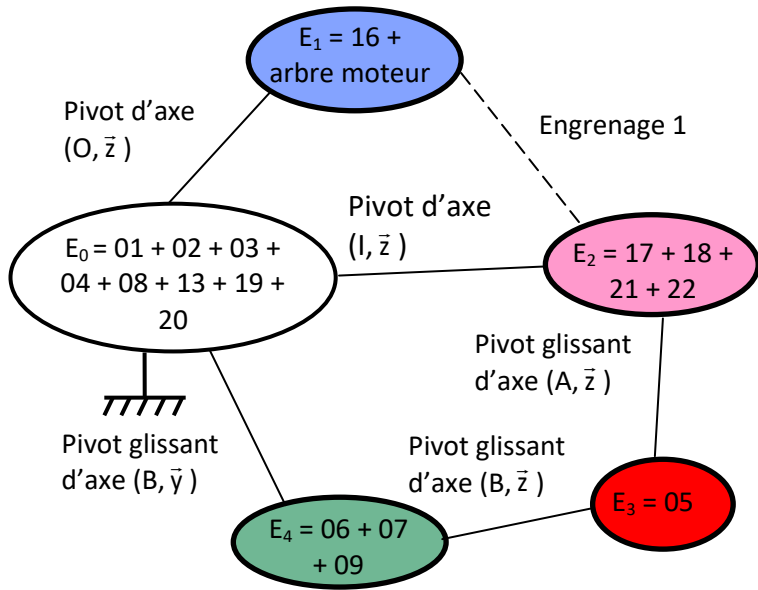 E₁ = 16 +
arbre moteur
Pivot d'axe
(O, z⃗ )
Engrenage 1
Pivot d'axe
(I, z⃗ )
E₀ = 01 + 02 + 03 +
04 + 08 + 13 + 19 +
20
E₂ = 17 + 18 +
21 + 22
Pivot glissant
d'axe (A, z⃗ )
Pivot glissant
d'axe (B, y⃗ )
Pivot glissant
d'axe (B, z⃗ )
E₃ = 05
E₄ = 06 + 07
+ 09